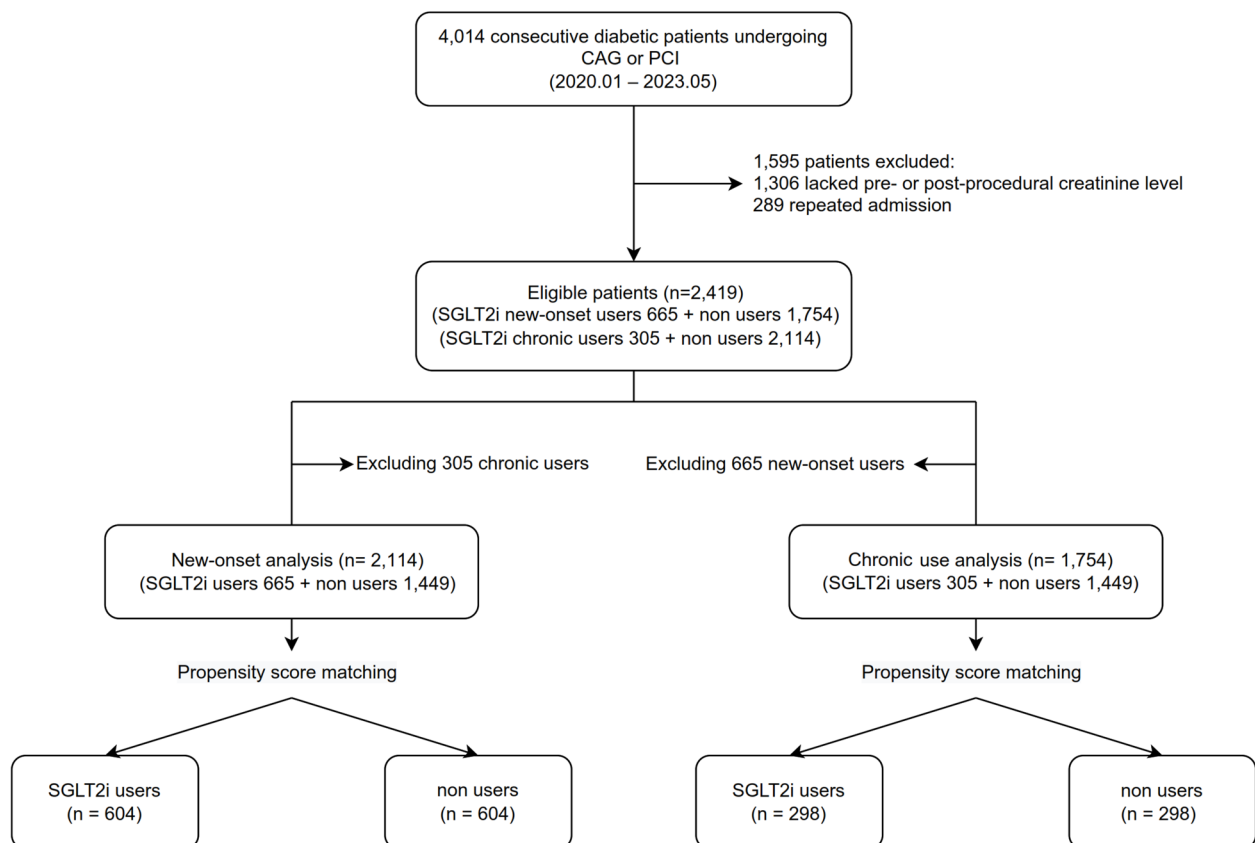 4,014 consecutive diabetic patients undergoing
CAG or PCI
(2020.01 – 2023.05)
1,595 patients excluded:
1,306 lacked pre- or post-procedural creatinine level
289 repeated admission
Eligible patients (n=2,419)
(SGLT2i new-onset users 665 + non users 1,754)
(SGLT2i chronic users 305 + non users 2,114)
Excluding 305 chronic users
Excluding 665 new-onset users
New-onset analysis (n= 2,114)
(SGLT2i users 665 + non users 1,449)
Chronic use analysis (n= 1,754)
(SGLT2i users 305 + non users 1,449)
Propensity score matching
Propensity score matching
SGLT2i users
(n = 604)
non users
(n = 604)
SGLT2i users
(n = 298)
non users
(n = 298)